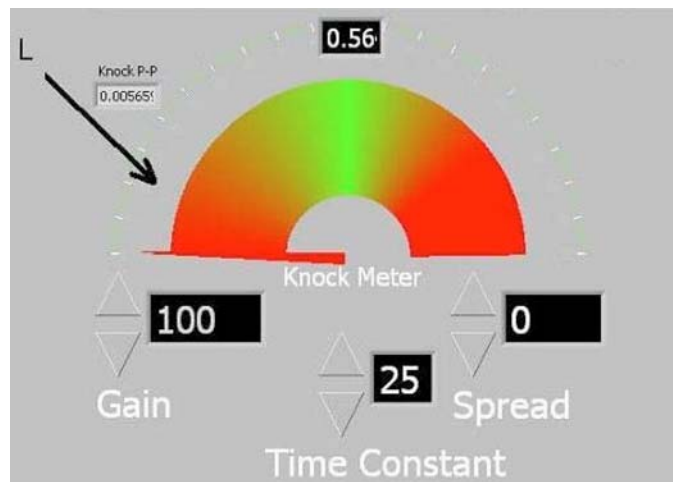 L
0.56
Knock P-P
0.00565
Knock Meter
100
0
25
Gain
Spread
Time Constant